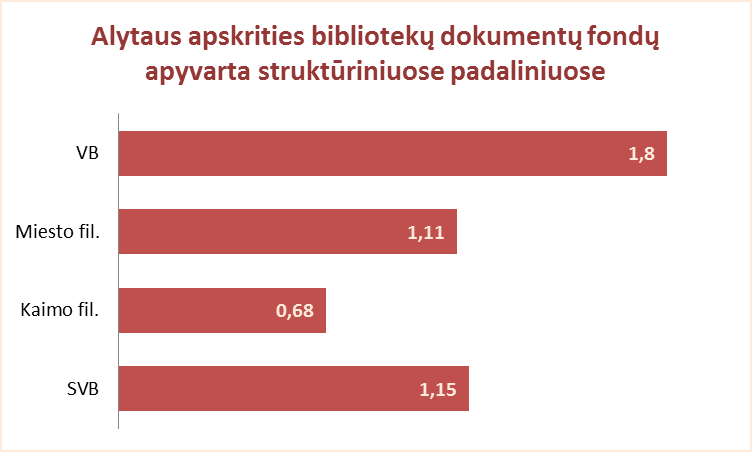 Alytaus apskrities bibliotekų dokumentų fondų
apyvarta struktūriniuose padaliniuose
VB
1,8
Miesto fil.
1,11
Kaimo fil.
0,68
SVB
1,15